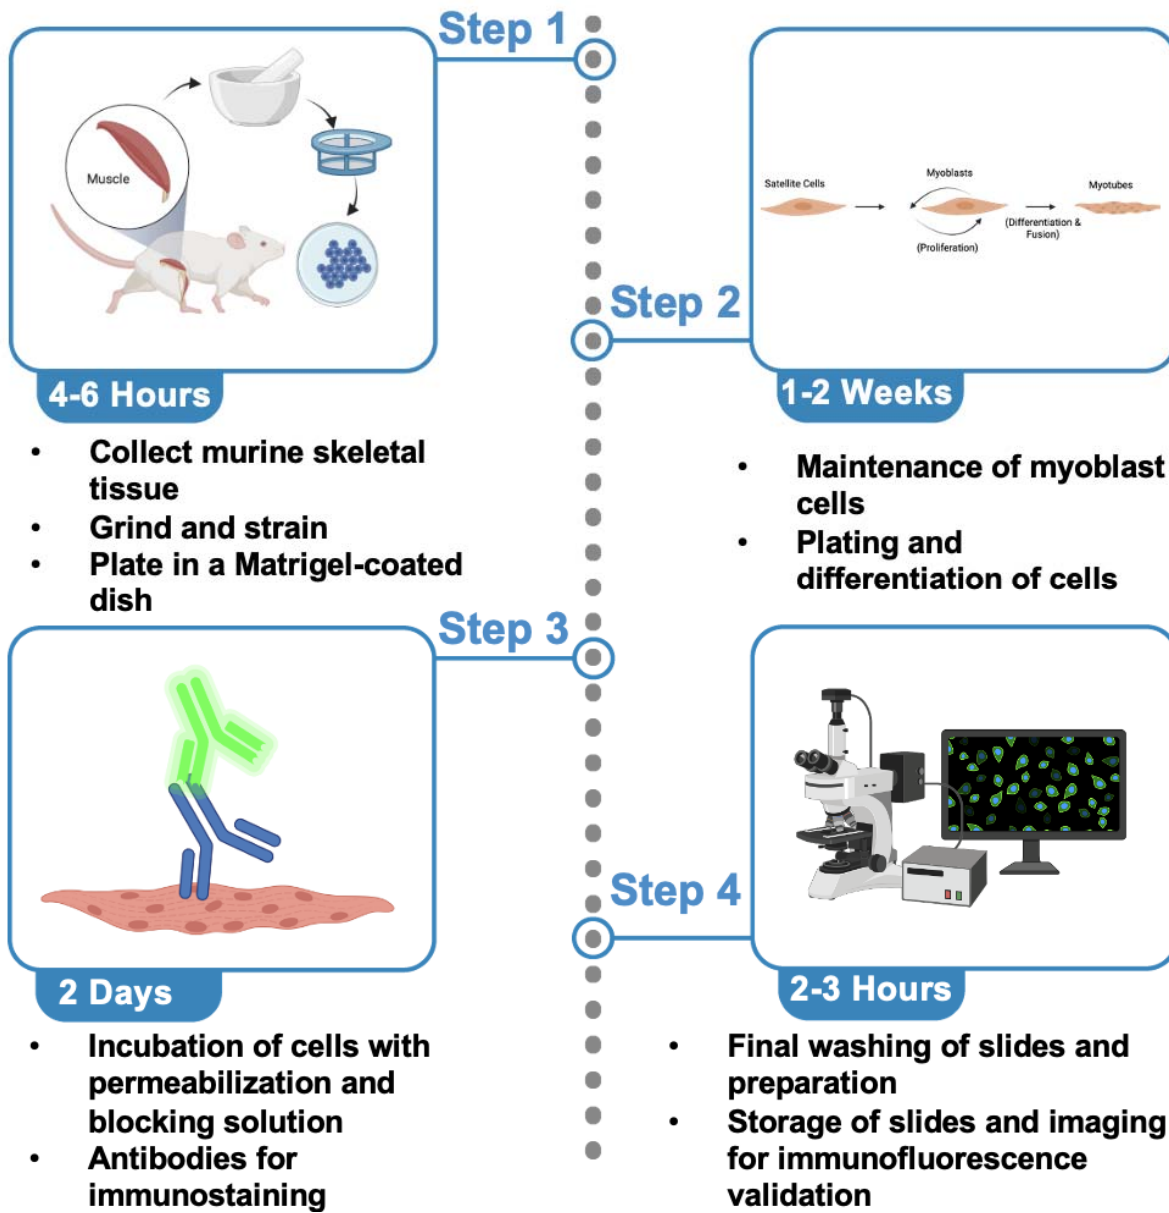 Step 1
Muscle
4-6 Hours
• Collect murine skeletal
tissue
• Grind and strain
• Plate in a Matrigel-coated
dish
Step 2
Satellite Cells
Myoblasts
(Proliferation)
(Differentiation &
Fusion)
Myotubes
1-2 Weeks
• Maintenance of myoblast
cells
• Plating and
differentiation of cells
Step 3
2 Days
• Incubation of cells with
permeabilization and
blocking solution
• Antibodies for
immunostaining
Step 4
2-3 Hours
• Final washing of slides and
preparation
• Storage of slides and imaging
for immunofluorescence
validation